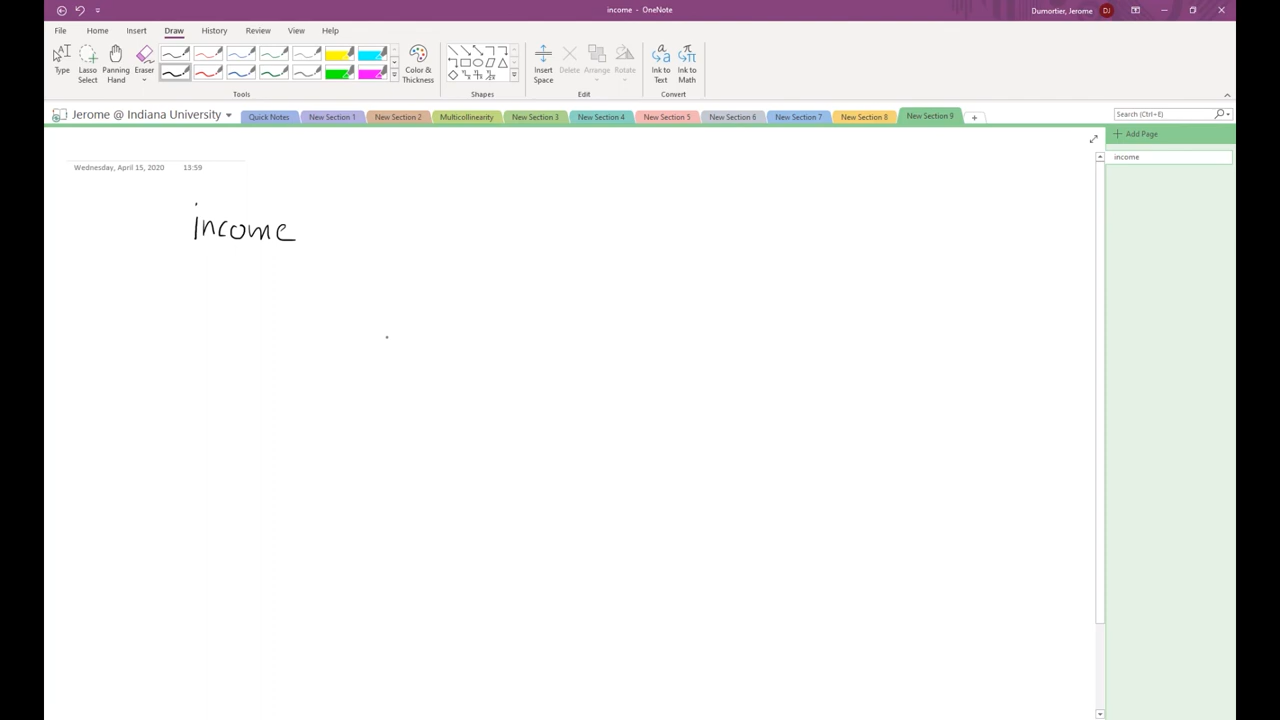 income - OneNote
Dumortier, Jerome DJ
File Home Insert Draw History Review View Help
Type
Lasso Select
Panning Hand
Eraser
Color & Thickness
Insert Space
Delete
Arrange
Rotate
Ink to Text
Ink to Math
Tools Shapes Edit Convert
Jerome @ Indiana University Quick Notes New Section 1 New Section 2 Multicollinearity New Section 3 New Section 4 New Section 5 New Section 6 New Section 7 New Section 8 New Section 9 + Search (Ctrl+E)
Add Page
income
Wednesday, April 15, 2020 13:59
income